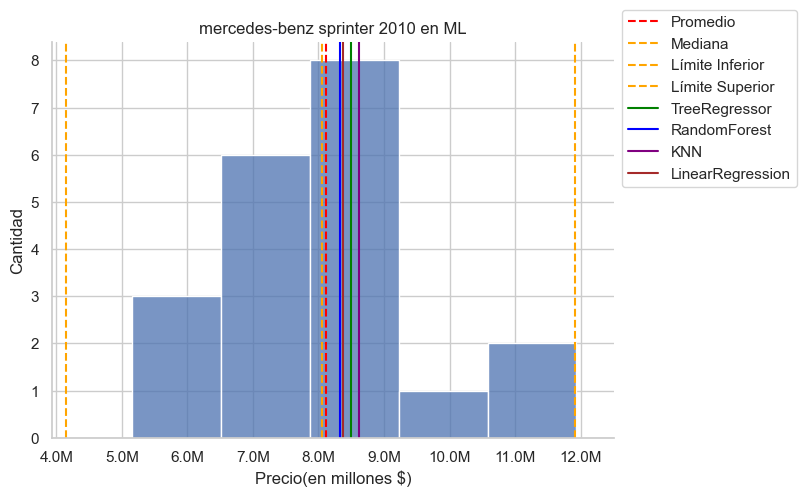 mercedes-benz sprinter 2010 en ML
Promedio
Mediana
Límite Inferior
Límite Superior
TreeRegressor
RandomForest
KNN
LinearRegression
8
7
6
5
4
3
2
1
0
Cantidad
4.0M 5.0M 6.0M 7.0M 8.0M 9.0M 10.0M 11.0M 12.0M
Precio(en millones $)